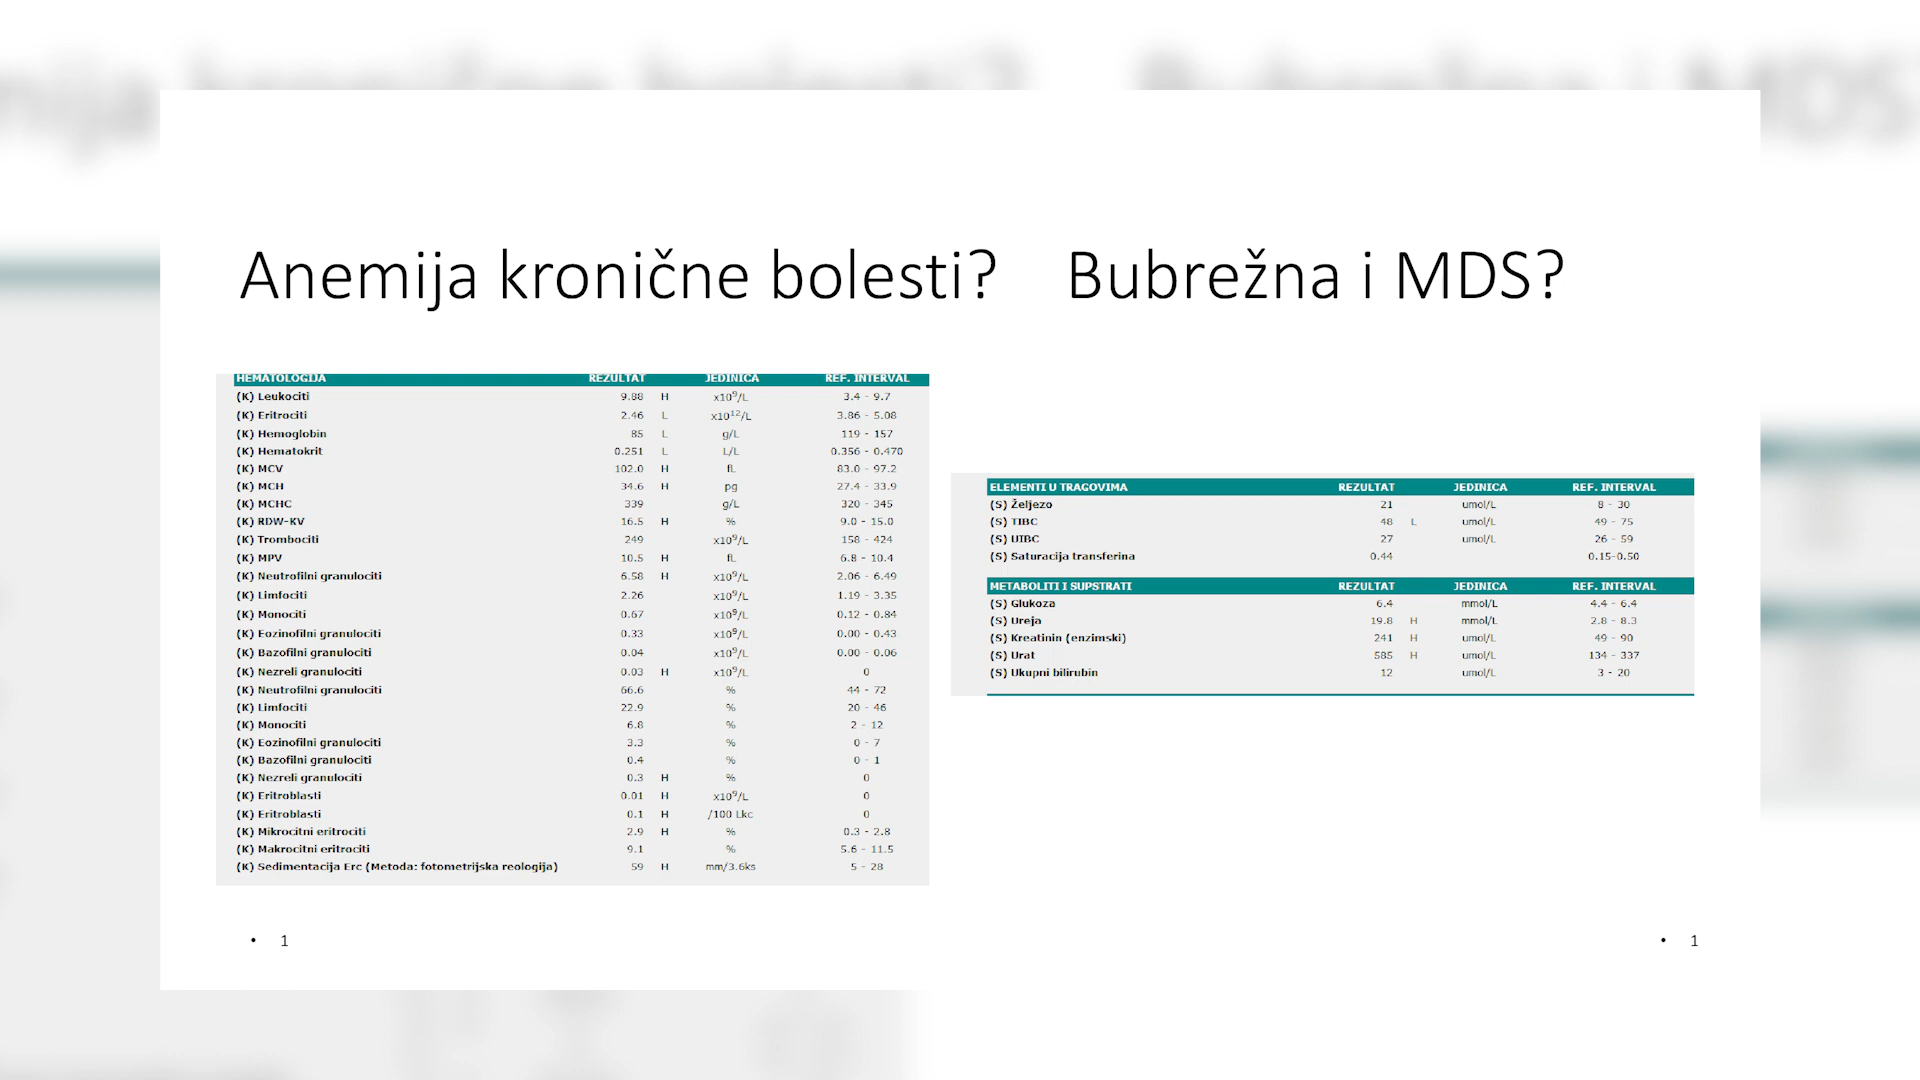 Anemija kronične bolesti? Bubrežna i MDS?
HEMATOLOGIJA REZULTAT JEDINICA REF. INTERVAL
(K) Leukociti 9.88 H x10⁹/L 3.4 - 9.7
(K) Eritrociti 2.46 L x10¹²/L 3.86 - 5.08
(K) Hemoglobin 85 L g/L 119 - 157
(K) Hematokrit 0.251 L L/L 0.356 - 0.470
(K) MCV 102.0 H fL 83.0 - 97.2
(K) MCH 34.6 H pg 27.4 - 33.9
(K) MCHC 339 g/L 320 - 345
(K) RDW-KV 16.5 H % 9.0 - 15.0
(K) Trombociti 249 x10⁹/L 158 - 424
(K) MPV 10.5 H fL 6.8 - 10.4
(K) Neutrofilni granulociti 6.58 H x10⁹/L 2.06 - 6.49
(K) Limfociti 2.26 x10⁹/L 1.19 - 3.35
(K) Monociti 0.67 x10⁹/L 0.12 - 0.84
(K) Eozinofilni granulociti 0.33 x10⁹/L 0.00 - 0.43
(K) Bazofilni granulociti 0.04 x10⁹/L 0.00 - 0.06
(K) Nezreli granulociti 0.03 H x10⁹/L 0
(K) Neutrofilni granulociti 66.6 % 44 - 72
(K) Limfociti 22.9 % 20 - 46
(K) Monociti 6.8 % 2 - 12
(K) Eozinofilni granulociti 3.3 % 0 - 7
(K) Bazofilni granulociti 0.4 % 0 - 1
(K) Nezreli granulociti 0.3 H % 0
(K) Eritroblasti 0.01 H x10⁹/L 0
(K) Eritroblasti 0.1 H /100 Lkc 0
(K) Mikrocitni eritrociti 2.9 H % 0.3 - 2.8
(K) Makrocitni eritrociti 9.1 % 5.6 - 11.5
(K) Sedimentacija Erc (Metoda: fotometrijska reologija) 59 H mm/3.6ks 5 - 28
ELEMENTI U TRAGOVIMA REZULTAT JEDINICA REF. INTERVAL
(S) Željezo 21 umol/L 8 - 30
(S) TIBC 48 L umol/L 49 - 75
(S) UIBC 27 umol/L 26 - 59
(S) Saturacija transferina 0.44 0.15-0.50
METABOLITI I SUPSTRATI REZULTAT JEDINICA REF. INTERVAL
(S) Glukoza 6.4 mmol/L 4.4 - 6.4
(S) Ureja 19.8 H mmol/L 2.8 - 8.3
(S) Kreatinin (enzimski) 241 H umol/L 49 - 90
(S) Urat 585 H umol/L 134 - 337
(S) Ukupni bilirubin 12 umol/L 3 - 20
• 1
• 1